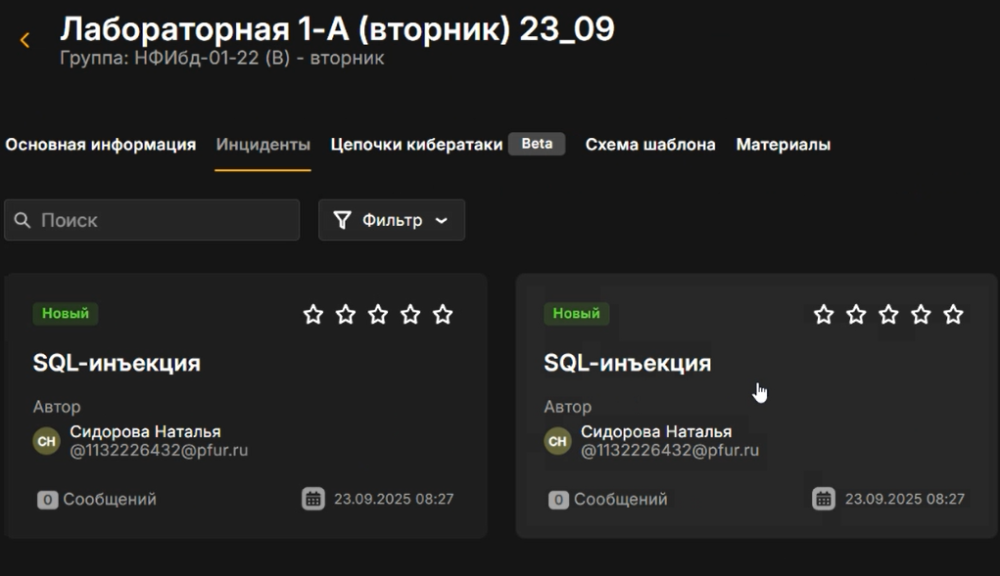 Лабораторная 1-А (вторник) 23_09
Группа: НФИбд-01-22 (В) - вторник
Основная информация Инциденты Цепочки кибератаки Beta Схема шаблона Материалы
Поиск Фильтр
Новый
SQL-инъекция
Автор
СН Сидорова Наталья
@1132226432@pfur.ru
0 Сообщений 23.09.2025 08:27
Новый
SQL-инъекция
Автор
СН Сидорова Наталья
@1132226432@pfur.ru
0 Сообщений 23.09.2025 08:27